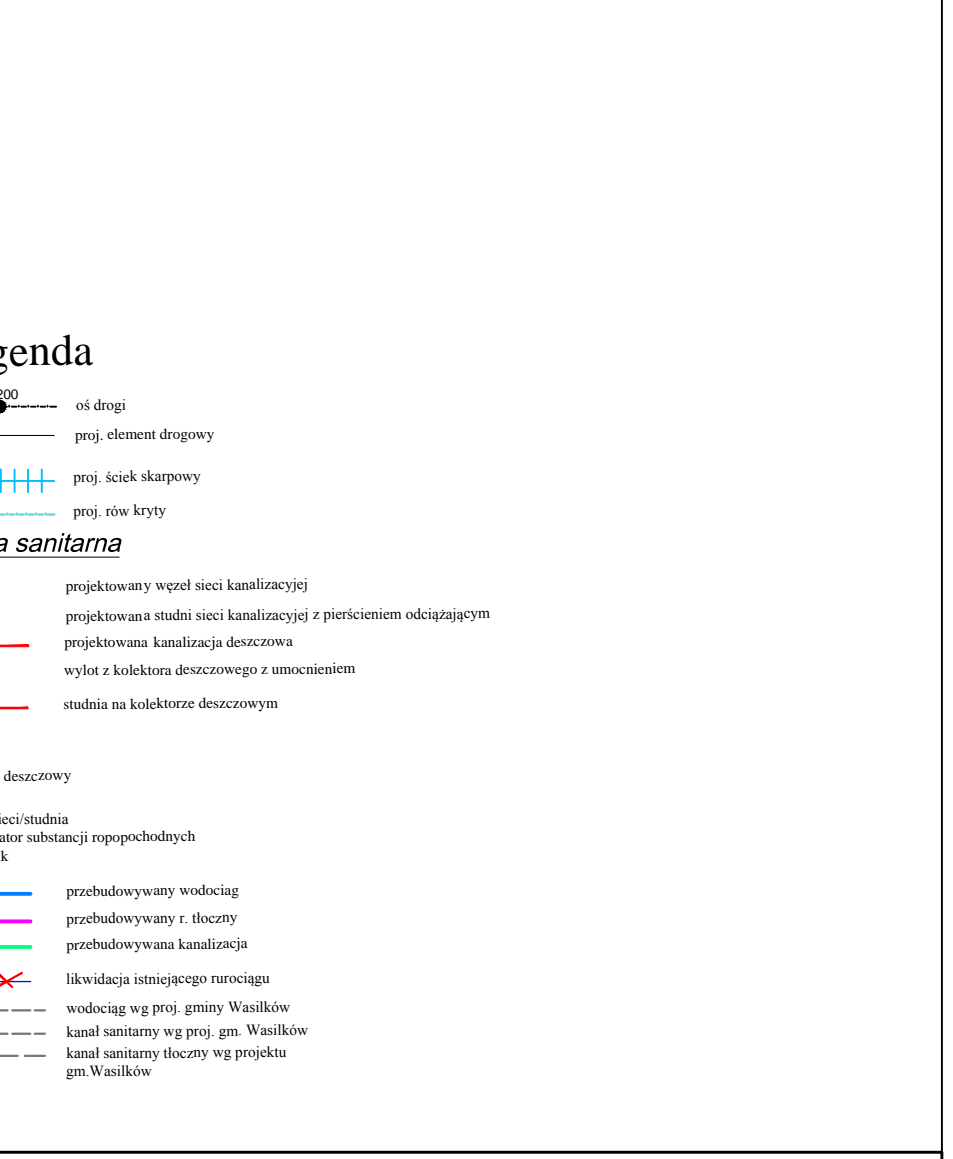 genda
200
oś drogi
proj. element drogowy
proj. ściek skarpowy
proj. rów kryty
a sanitarna
projektowany węzeł sieci kanalizacyjej
projektowana studni sieci kanalizacyjej z pierścieniem odciążającym
projektowana kanalizacja deszczowa
wylot z kolektora deszczowego z umocnieniem
studnia na kolektorze deszczowym
deszczowy
ieci/studnia
ator substancji ropopochodnych
k
przebudowywany wodociag
przebudowywany r. tłoczny
przebudowywana kanalizacja
likwidacja istniejącego rurociągu
wodociąg wg proj. gminy Wasilków
kanał sanitarny wg proj. gm. Wasilków
kanał sanitarny tłoczny wg projektu
gm.Wasilków